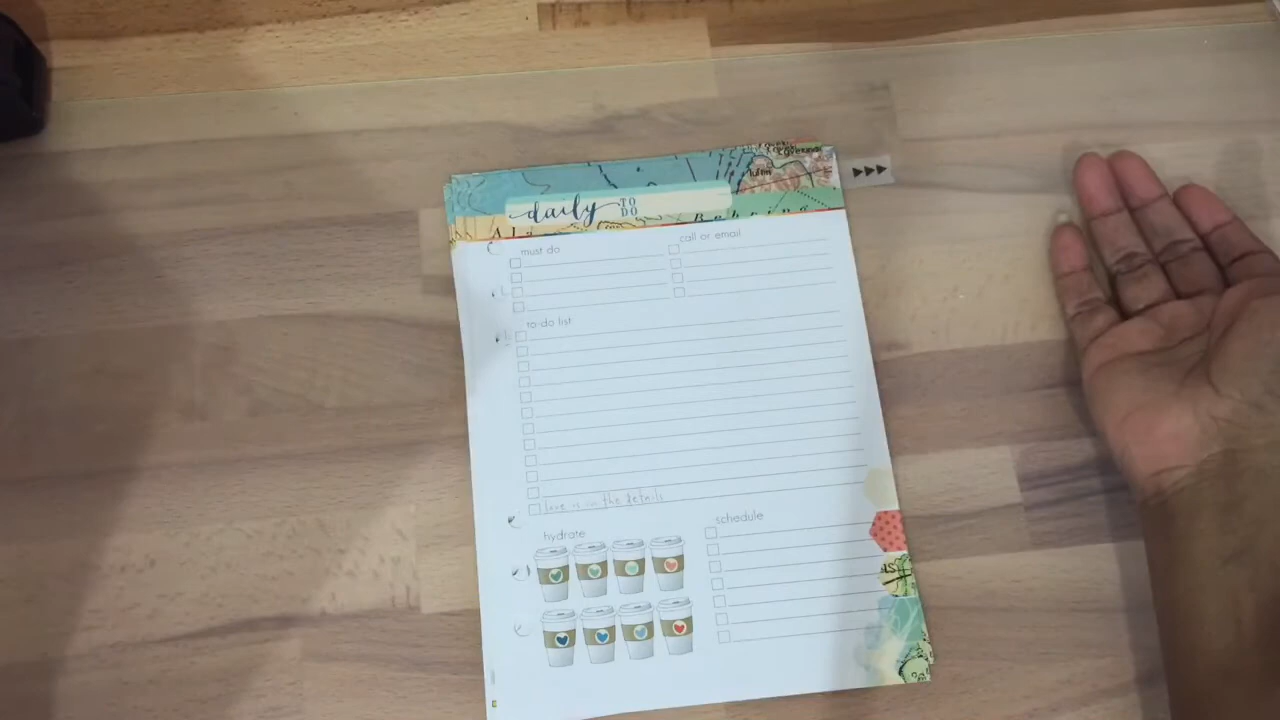 daily TO DO
must do
call or email
to-do list
love is in the details
hydrate
schedule